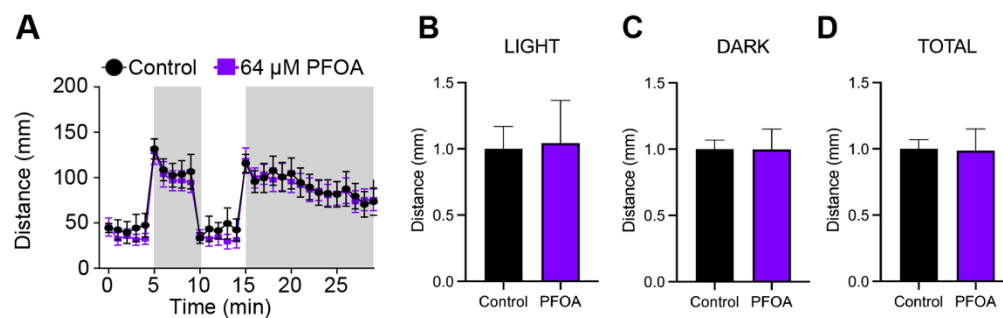 A
Control 64 μM PFOA
200
150
100
50
0
Distance (mm)
0 5 10 15 20 25
Time (min)
B
LIGHT
1.5
1.0
0.5
0.0
Distance (mm)
Control PFOA
C
DARK
1.5
1.0
0.5
0.0
Distance (mm)
Control PFOA
D
TOTAL
1.5
1.0
0.5
0.0
Distance (mm)
Control PFOA